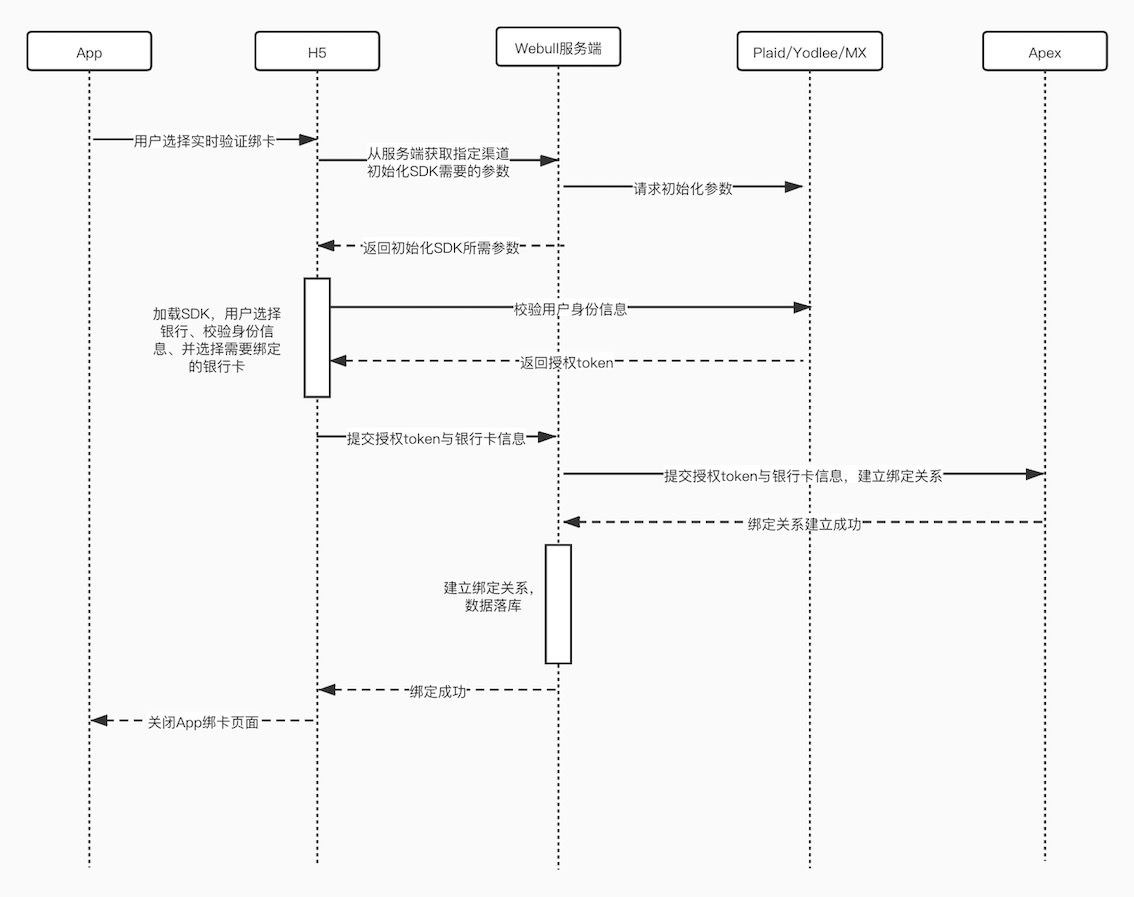 App
H5
Webull服务端
Plaid/Yodlee/MX
Apex
用户选择实时验证绑卡
从服务端获取指定渠道
初始化SDK需要的参数
请求初始化参数
返回初始化SDK所需参数
加载SDK，用户选择
银行、校验身份信
息、并选择需要绑定
的银行卡
校验用户身份信息
返回授权token
提交授权token与银行卡信息
提交授权token与银行卡信息，建立绑定关系
绑定关系建立成功
建立绑定关系，
数据落库
绑定成功
关闭App绑卡页面